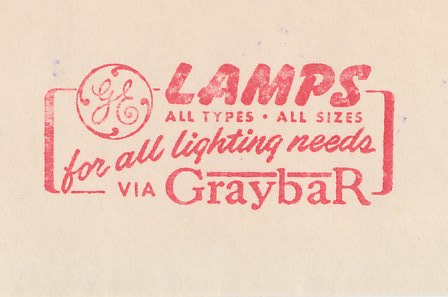 GE LAMPS
ALL TYPES · ALL SIZES
for all lighting needs
VIA GraybaR